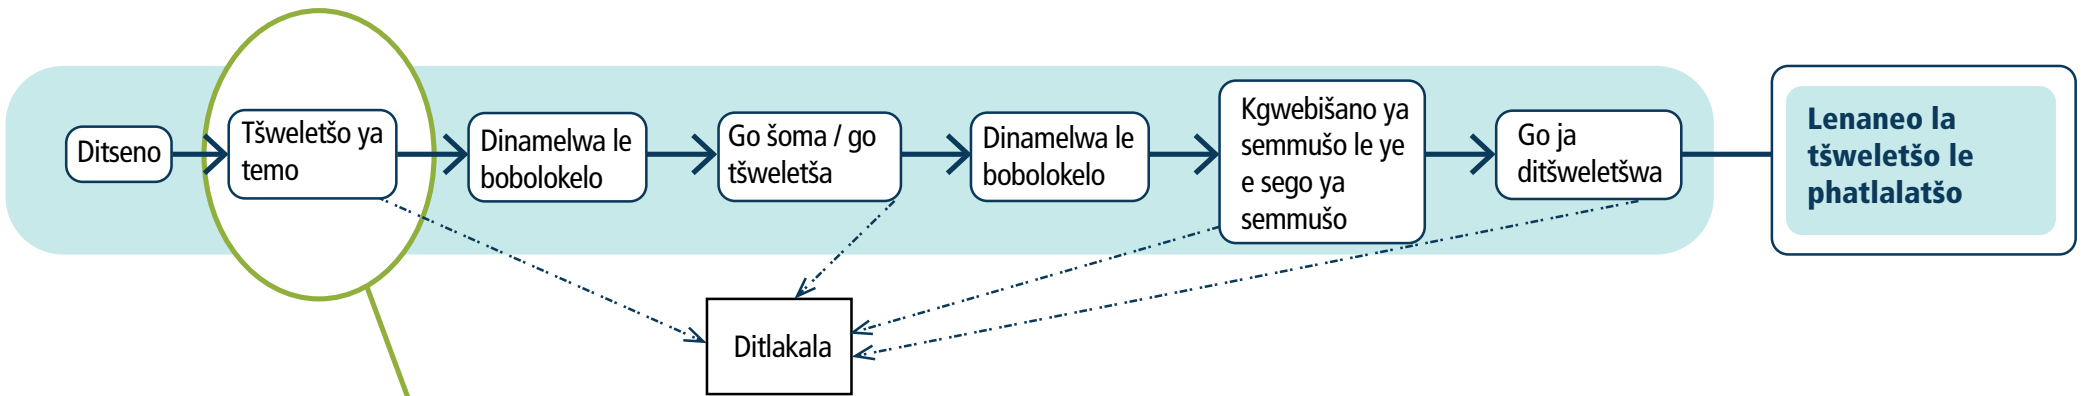 Ditseno
Tšweletšo ya
temo
Dinamelwa le
bobolokelo
Go šoma / go
tšweletša
Dinamelwa le
bobolokelo
Kgwebišano ya
semmušo le ye
e sego ya
semmušo
Go ja
ditšweletšwa
Lenaneo la
tšweletšo le
phatlalatšo
Ditlakala